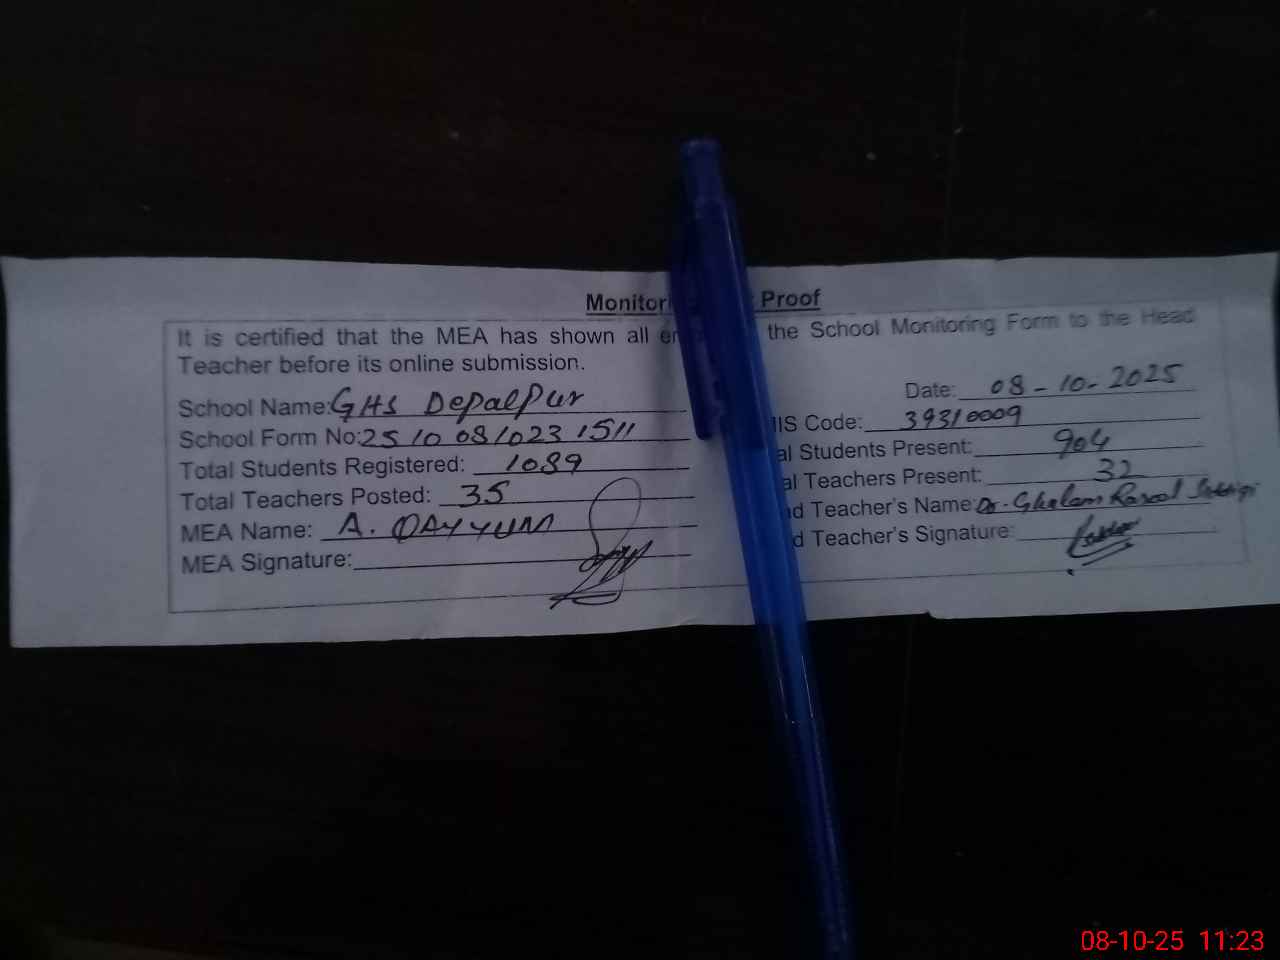 Monitori Proof
It is certified that the MEA has shown all en the School Monitoring Form to the Head
Teacher before its online submission.
Date: 08-10-2025
School Name: GHS Depalpur
IS Code: 39310009
School Form No: 25 10 08 1023 1511
al Students Present: 904
Total Students Registered: 1089
al Teachers Present: 32
Total Teachers Posted: 35
d Teacher's Name: Dr. Ghulam Rasool
MEA Name: A. QAYYUM
d Teacher's Signature:
MEA Signature:
08-10-25 11:23